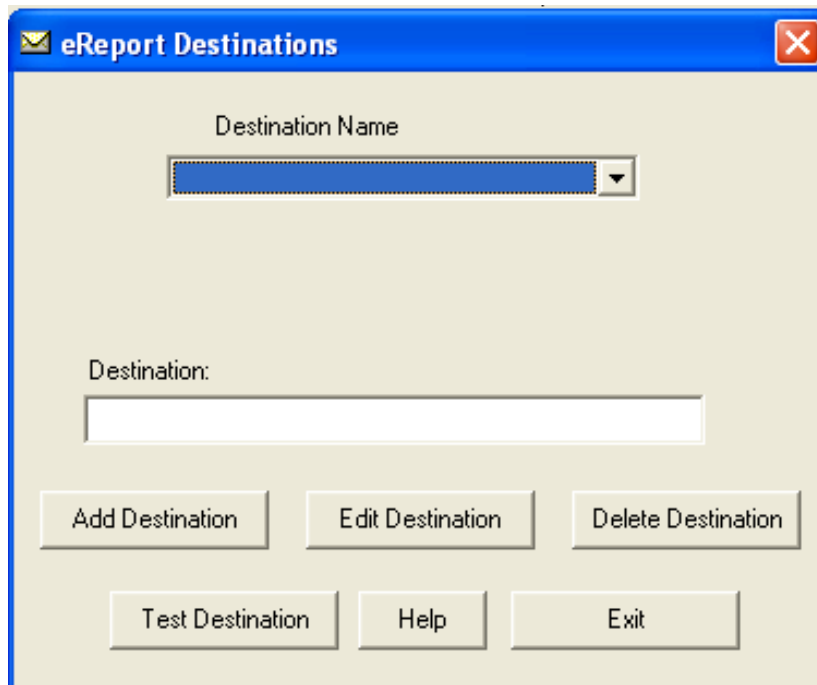 eReport Destinations
Destination Name
Destination:
Add Destination Edit Destination Delete Destination
Test Destination Help Exit